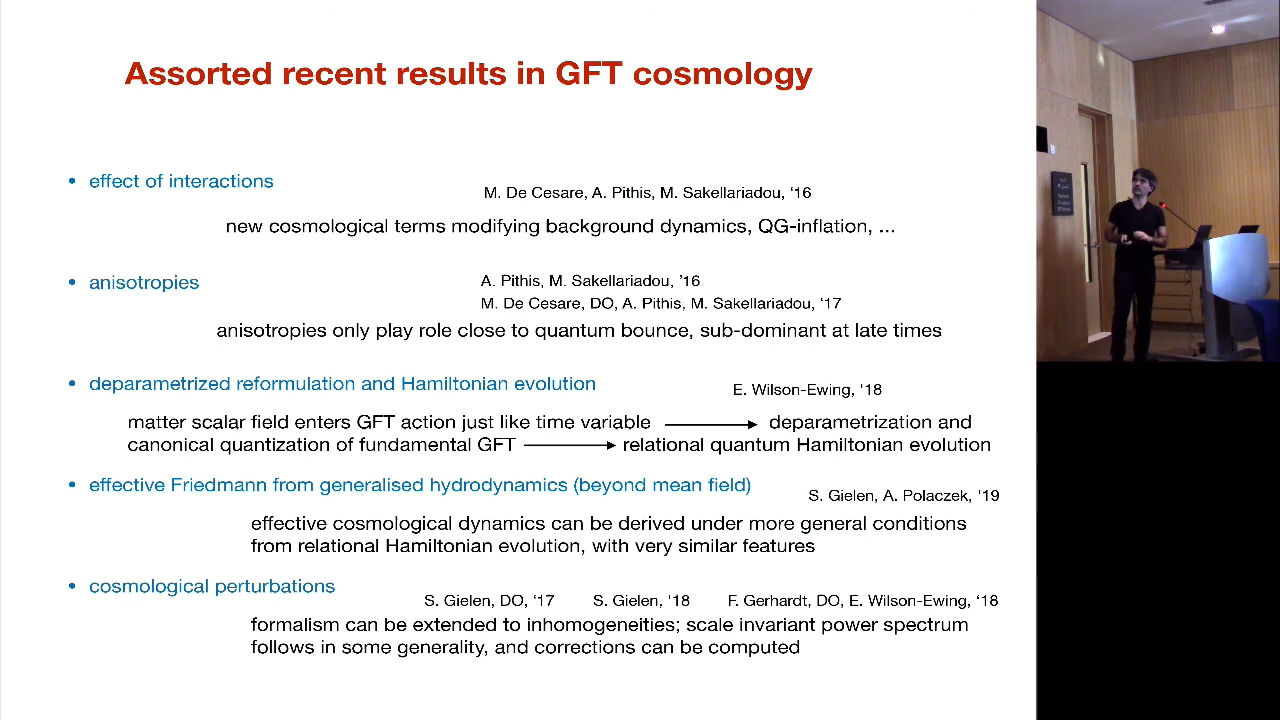 Assorted recent results in GFT cosmology
• effect of interactions
M. De Cesare, A. Pithis, M. Sakellariadou, ‘16
new cosmological terms modifying background dynamics, QG-inflation, ...
• anisotropies
A. Pithis, M. Sakellariadou, ’16
M. De Cesare, DO, A. Pithis, M. Sakellariadou, ‘17
anisotropies only play role close to quantum bounce, sub-dominant at late times
• deparametrized reformulation and Hamiltonian evolution
E. Wilson-Ewing, ‘18
matter scalar field enters GFT action just like time variable ⟶ deparametrization and
canonical quantization of fundamental GFT ⟶ relational quantum Hamiltonian evolution
• effective Friedmann from generalised hydrodynamics (beyond mean field)
S. Gielen, A. Polaczek, ’19
effective cosmological dynamics can be derived under more general conditions
from relational Hamiltonian evolution, with very similar features
• cosmological perturbations
S. Gielen, DO, ‘17 S. Gielen, ’18 F. Gerhardt, DO, E. Wilson-Ewing, ‘18
formalism can be extended to inhomogeneities; scale invariant power spectrum
follows in some generality, and corrections can be computed